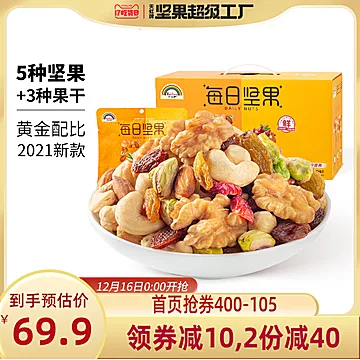 坚果超级工厂
5种坚果
+3种果干
黄金配比
2021新款
每日坚果
DAILY NUTS
每日坚果
鲜
12月16日0:00开抢
预估价
¥69.9
首页抢券400-105
领券减10,2份减40